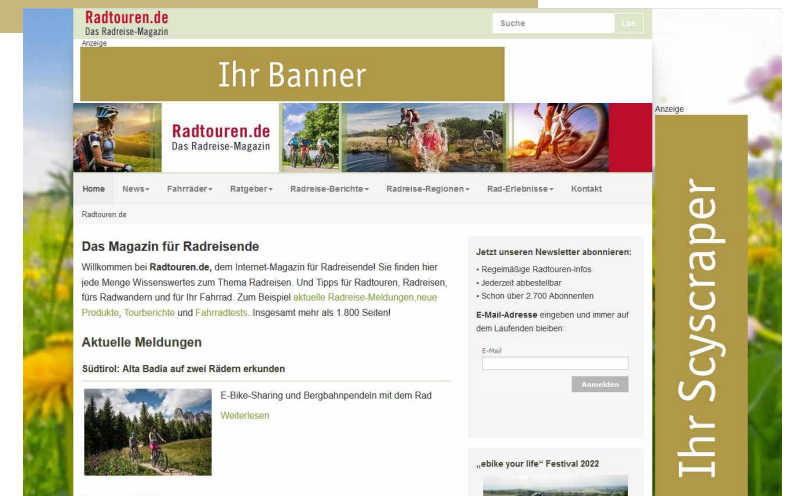 Radtouren.de
Das Radreise-Magazin
Suche
Los
Anzeige
Ihr Banner
Radtouren.de
Das Radreise-Magazin
Anzeige
Ihr Scyscraper
Home News Fahrräder Ratgeber Radreise-Berichte Radreise-Regionen Rad-Erlebnisse Kontakt
Radtouren.de
Das Magazin für Radreisende
Willkommen bei Radtouren.de, dem Internet-Magazin für Radreisende! Sie finden hier
jede Menge Wissenswertes zum Thema Radreisen. Und Tipps für Radtouren, Radreisen,
fürs Radwandern und für Ihr Fahrrad. Zum Beispiel aktuelle Radreise-Meldungen,neue
Produkte, Tourberichte und Fahrradtests. Insgesamt mehr als 1.800 Seiten!
Aktuelle Meldungen
Südtirol: Alta Badia auf zwei Rädern erkunden
E-Bike-Sharing und Bergbahnpendeln mit dem Rad
Weiterlesen
Jetzt unseren Newsletter abonnieren:
• Regelmäßige Radtouren-Infos
• Jederzeit abbestellbar
• Schon über 2.700 Abonnenten
E-Mail-Adresse eingeben und immer auf
dem Laufenden bleiben:
E-Mail
Anmelden
„ebike your life“ Festival 2022